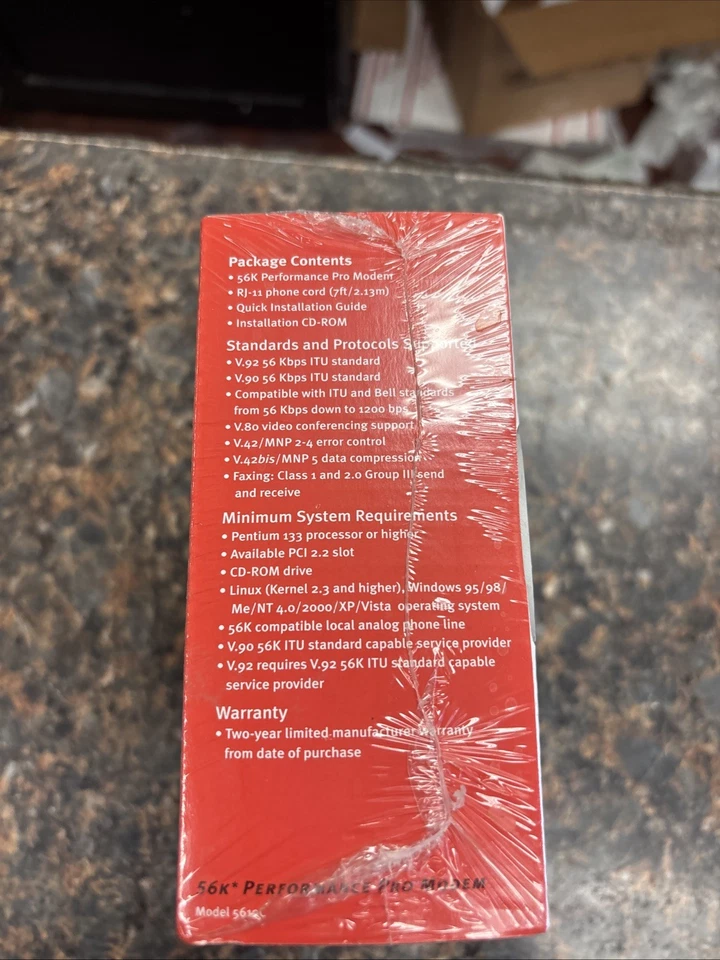 Package Contents
• 56K Performance Pro Modem
• RJ-11 phone cord (7ft/2.13m)
• Quick Installation Guide
• Installation CD-ROM
Standards and Protocols Supported
• V.92 56 Kbps ITU standard
• V.90 56 Kbps ITU standard
• Compatible with ITU and Bell standards
from 56 Kbps down to 1200 bps
• V.80 video conferencing support
• V.42/MNP 2-4 error control
• V.42bis/MNP 5 data compression
• Faxing: Class 1 and 2.0 Group III send
and receive
Minimum System Requirements
• Pentium 133 processor or higher
• Available PCI 2.2 slot
• CD-ROM drive
• Linux (Kernel 2.3 and higher), Windows 95/98/
Me/NT 4.0/2000/XP/Vista operating system
• 56K compatible local analog phone line
• V.90 56K ITU standard capable service provider
• V.92 requires V.92 56K ITU standard capable
service provider
Warranty
• Two-year limited manufacturer warranty
from date of purchase
56K* PERFORMANCE PRO MODEM
Model